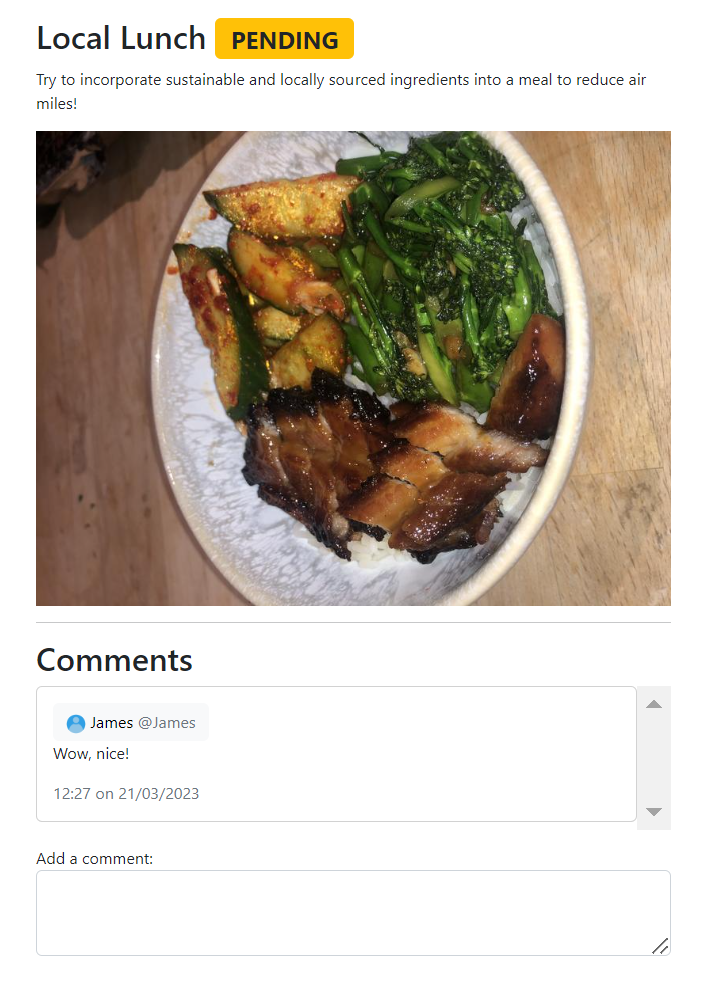 Local Lunch PENDING
Try to incorporate sustainable and locally sourced ingredients into a meal to reduce air
miles!
Comments
James @James
Wow, nice!
12:27 on 21/03/2023
Add a comment: